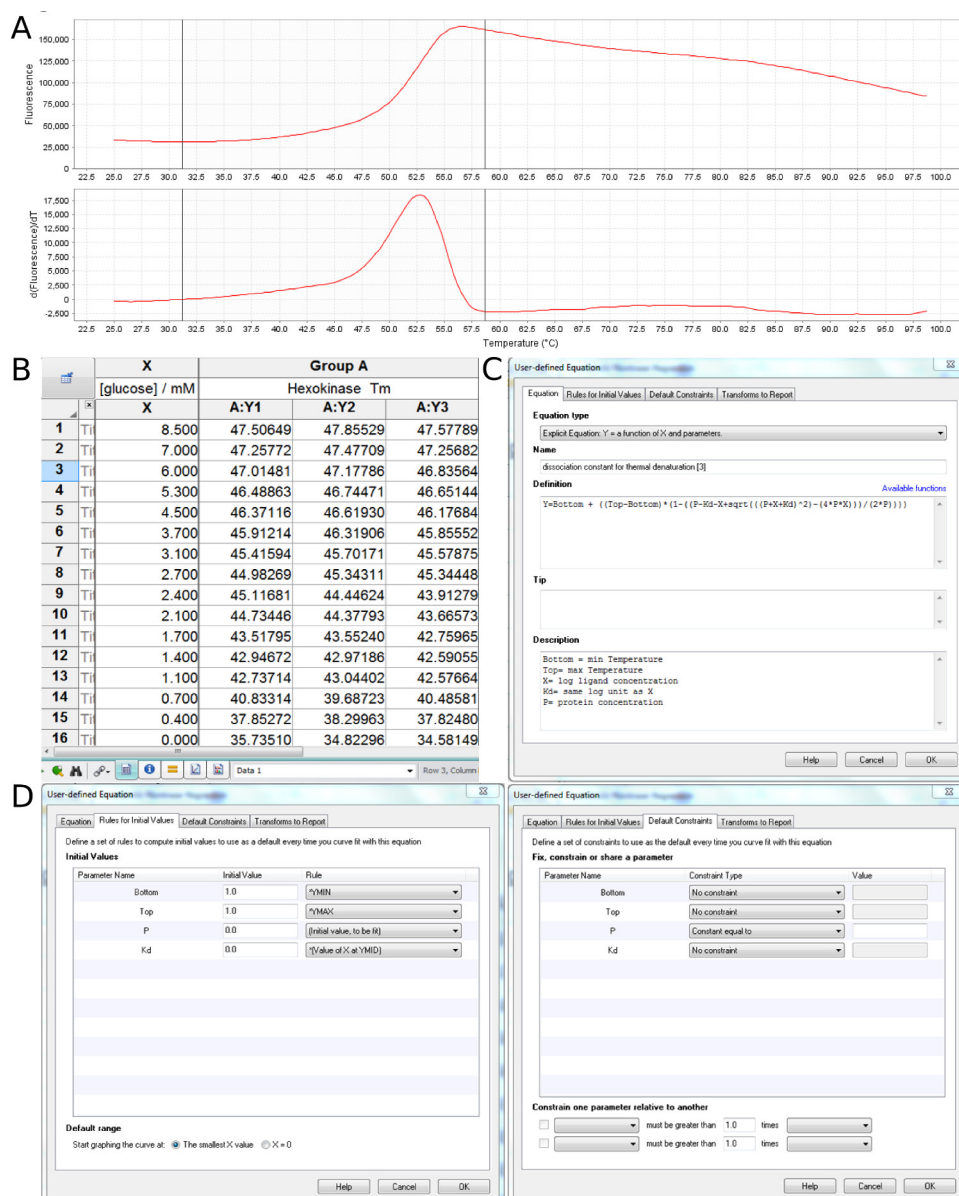 A
Fluorescence
150,000
125,000
100,000
75,000
50,000
25,000
0
22.5 25.0 27.5 30.0 32.5 35.0 37.5 40.0 42.5 45.0 47.5 50.0 52.5 55.0 57.5 60.0 62.5 65.0 67.5 70.0 72.5 75.0 77.5 80.0 82.5 85.0 87.5 90.0 92.5 95.0 97.5 100.0
d(Fluorescence)/dT
17,500
15,000
12,500
10,000
7,500
5,000
2,500
0
-2,500
22.5 25.0 27.5 30.0 32.5 35.0 37.5 40.0 42.5 45.0 47.5 50.0 52.5 55.0 57.5 60.0 62.5 65.0 67.5 70.0 72.5 75.0 77.5 80.0 82.5 85.0 87.5 90.0 92.5 95.0 97.5 100.0
Temperature (°C)
B
X Group A
[glucose] / mM Hexokinase Tm
X A:Y1 A:Y2 A:Y3
1 Tit 8.500 47.50649 47.85529 47.57789
2 Tit 7.000 47.25772 47.47709 47.25682
3 Tit 6.000 47.01481 47.17786 46.83564
4 Tit 5.300 46.48863 46.74471 46.65144
5 Tit 4.500 46.37116 46.61930 46.17684
6 Tit 3.700 45.91214 46.31906 45.85552
7 Tit 3.100 45.41594 45.70171 45.57875
8 Tit 2.700 44.98269 45.34311 45.34448
9 Tit 2.400 45.11681 44.44624 43.91279
10 Tit 2.100 44.73446 44.37793 43.66573
11 Tit 1.700 43.51795 43.55240 42.75965
12 Tit 1.400 42.94672 42.97186 42.59055
13 Tit 1.100 42.73714 43.04402 42.57664
14 Tit 0.700 40.83314 39.68723 40.48581
15 Tit 0.400 37.85272 38.29963 37.82480
16 Tit 0.000 35.73510 34.82296 34.58149
Data 1 Row 3, Column
C
User-defined Equation
Equation Rules for Initial Values Default Constraints Transforms to Report
Equation type
Explicit Equation: Y = a function of X and parameters.
Name
dissociation constant for thermal denaturation [3]
Definition
Available functions
Y=Bottom + ((Top-Bottom)*(1-((P-Kd-X+sqrt(((P+X+Kd)^2)-(4*P*X)))/(2*P))))
Tip
Description
Bottom = min Temperature
Top= max Temperature
X= log ligand concentration
Kd= same log unit as X
P= protein concentration
Help Cancel OK
D
User-defined Equation
Equation Rules for Initial Values Default Constraints Transforms to Report
Define a set of rules to compute initial values to use as a default every time you curve fit with this equation
Initial Values
Parameter Name Initial Value Rule
Bottom 1.0 *YMIN
Top 1.0 *YMAX
P 0.0 (Initial value, to be fit)
Kd 0.0 *(Value of X at YMID)
Default range
Start graphing the curve at: The smallest X value X = 0
Help Cancel OK
User-defined Equation
Equation Rules for Initial Values Default Constraints Transforms to Report
Define a set of constraints to use as the default every time you curve fit with this equation
Fix, constrain or share a parameter
Parameter Name Constraint Type Value
Bottom No constraint
Top No constraint
P Constant equal to
Kd No constraint
Constrain one parameter relative to another
must be greater than 1.0 times
must be greater than 1.0 times
Help Cancel OK